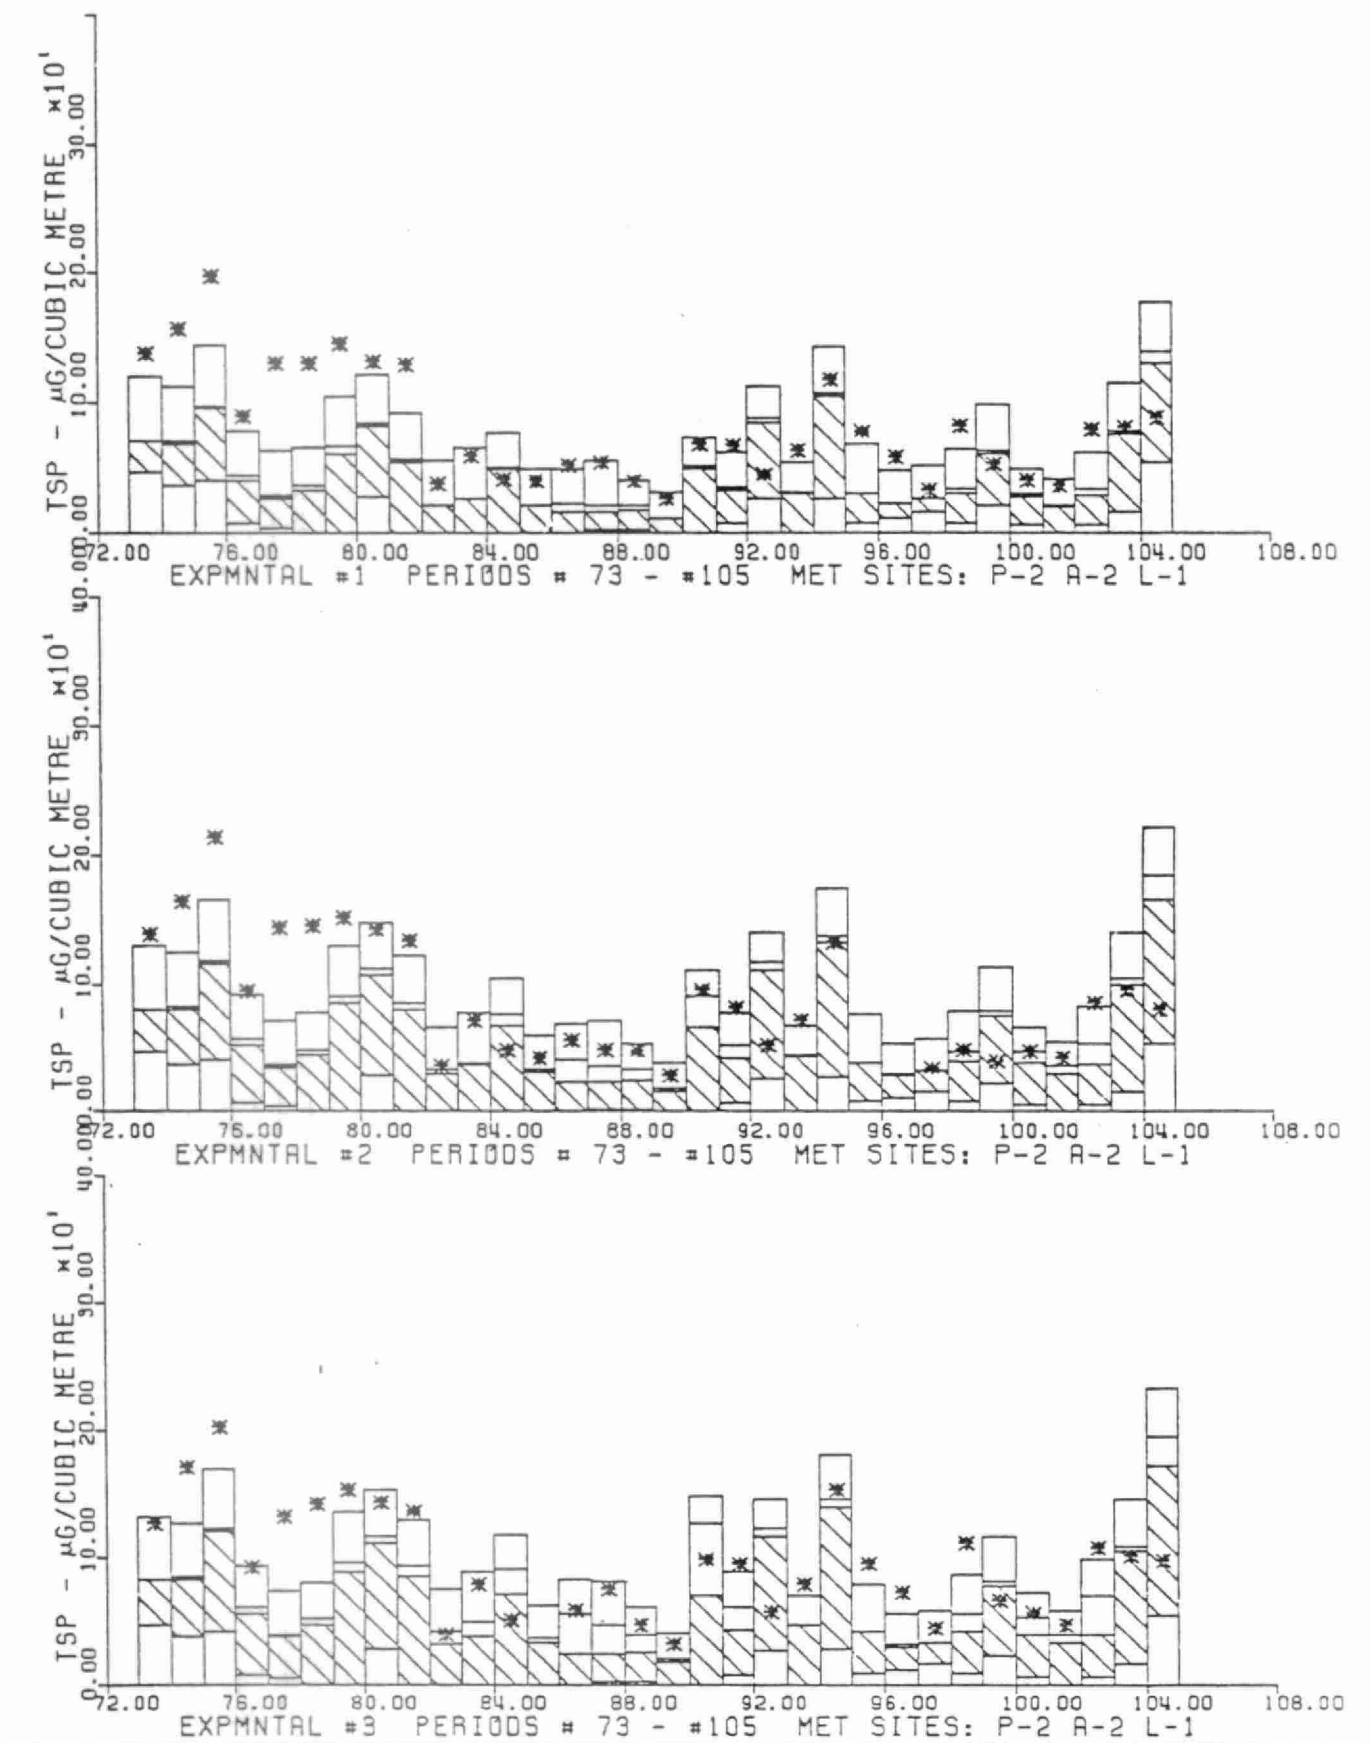 TSP - µG/CUBIC METRE *10¹
0.00 10.00 20.00 30.00
72.00 76.00 80.00 84.00 88.00 92.00 96.00 100.00 104.00 108.00
EXPMNTAL #1 PERIODS # 73 - #105 MET SITES: P-2 A-2 L-1
TSP - µG/CUBIC METRE *10¹
0.00 10.00 20.00 30.00 40.00
72.00 76.00 80.00 84.00 88.00 92.00 96.00 100.00 104.00 108.00
EXPMNTAL #2 PERIODS # 73 - #105 MET SITES: P-2 A-2 L-1
TSP - µG/CUBIC METRE *10¹
0.00 10.00 20.00 30.00 40.00
72.00 76.00 80.00 84.00 88.00 92.00 96.00 100.00 104.00 108.00
EXPMNTAL #3 PERIODS # 73 - #105 MET SITES: P-2 A-2 L-1